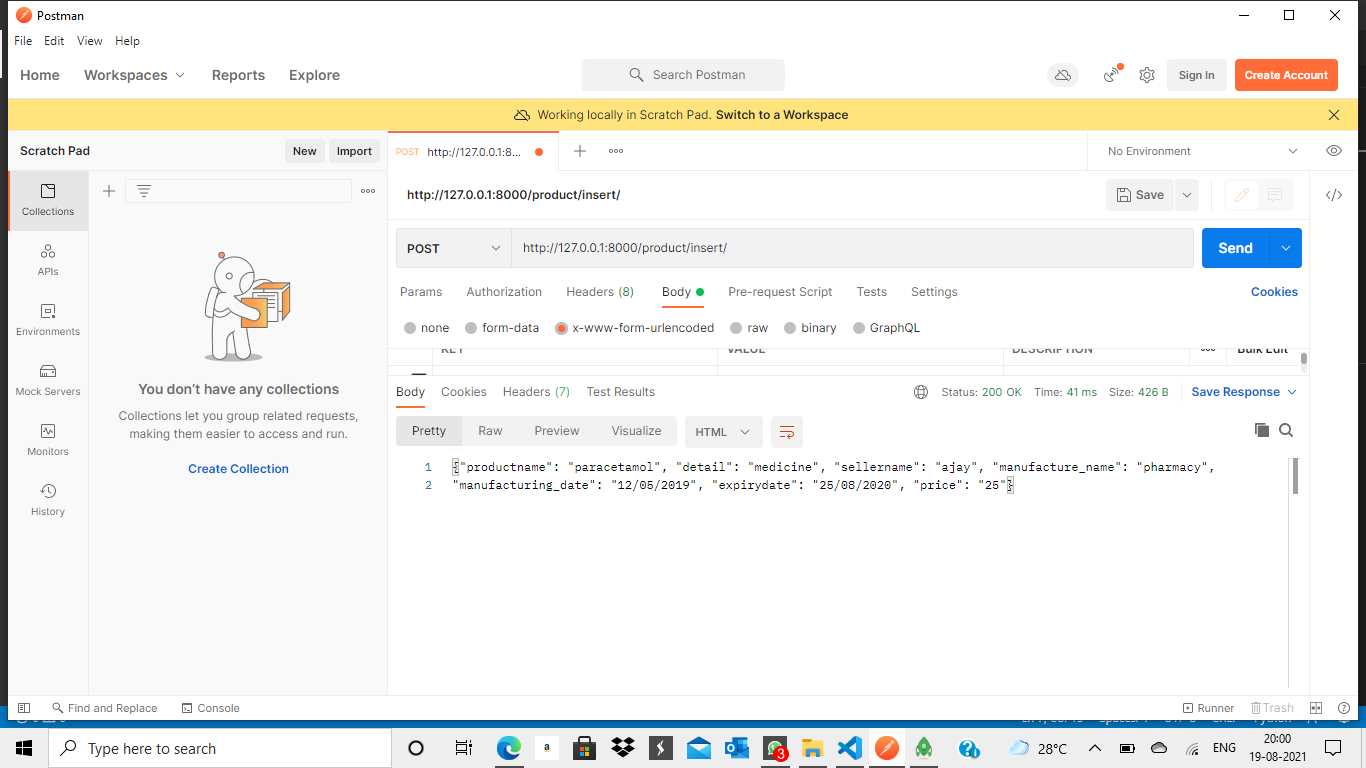 Postman
File Edit View Help
Home Workspaces Reports Explore Search Postman Sign In Create Account
Working locally in Scratch Pad. Switch to a Workspace
Scratch Pad New Import POST http://127.0.0.1:8... No Environment
http://127.0.0.1:8000/product/insert/ Save
Collections
POST http://127.0.0.1:8000/product/insert/ Send
APIs
Params Authorization Headers (8) Body Pre-request Script Tests Settings Cookies
Environments
none form-data x-www-form-urlencoded raw binary GraphQL
KEY VALUE DESCRIPTION Bulk Edit
Mock Servers
You don't have any collections
Collections let you group related requests,
making them easier to access and run.
Create Collection
Monitors
History
Body Cookies Headers (7) Test Results Status: 200 OK Time: 41 ms Size: 426 B Save Response
Pretty Raw Preview Visualize HTML
1 {"productname": "paracetamol", "detail": "medicine", "sellername": "ajay", "manufacture_name": "pharmacy",
2 "manufacturing_date": "12/05/2019", "expirydate": "25/08/2020", "price": "25"}
Find and Replace Console Runner Trash
Type here to search a 3 28°C ENG 20:00
19-08-2021